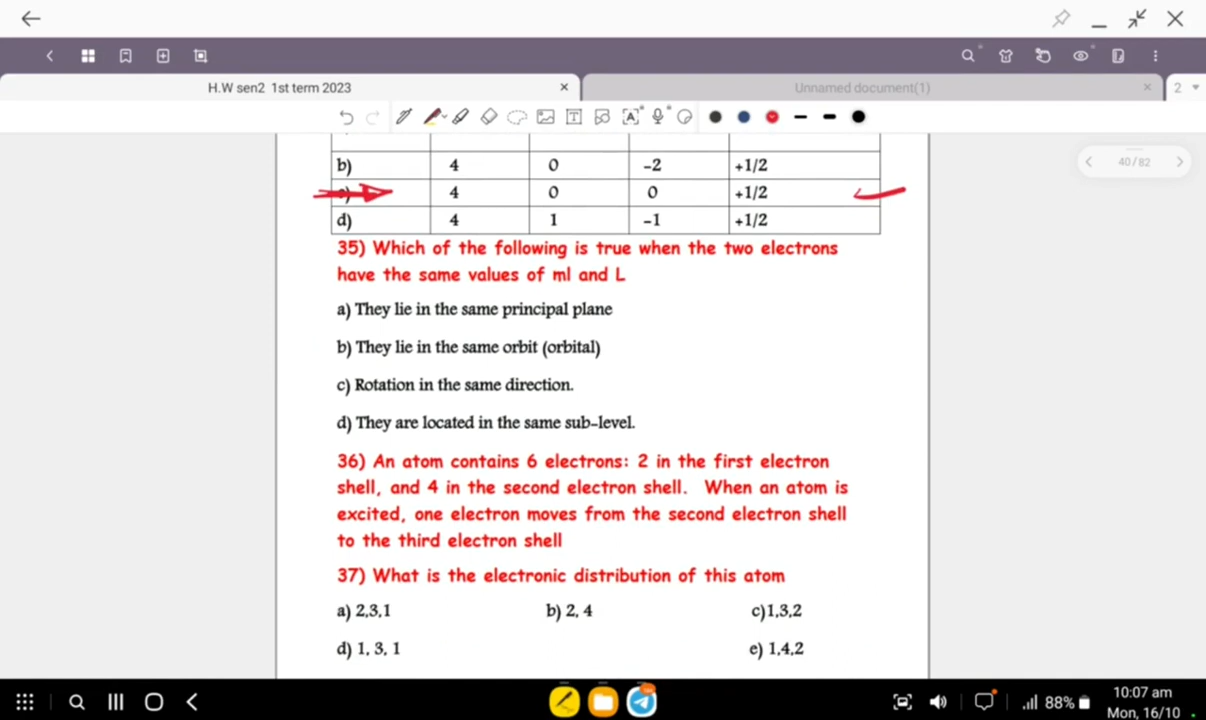 H.W sen2 1st term 2023
Unnamed document(1)
2
40/82
b) 4 0 -2 +1/2
4 0 0 +1/2
d) 4 1 -1 +1/2
35) Which of the following is true when the two electrons
have the same values of ml and L
a) They lie in the same principal plane
b) They lie in the same orbit (orbital)
c) Rotation in the same direction.
d) They are located in the same sub-level.
36) An atom contains 6 electrons: 2 in the first electron
shell, and 4 in the second electron shell. When an atom is
excited, one electron moves from the second electron shell
to the third electron shell
37) What is the electronic distribution of this atom
a) 2,3,1 b) 2, 4 c)1,3,2
d) 1, 3, 1 e) 1,4,2
88%
10:07 am
Mon, 16/10